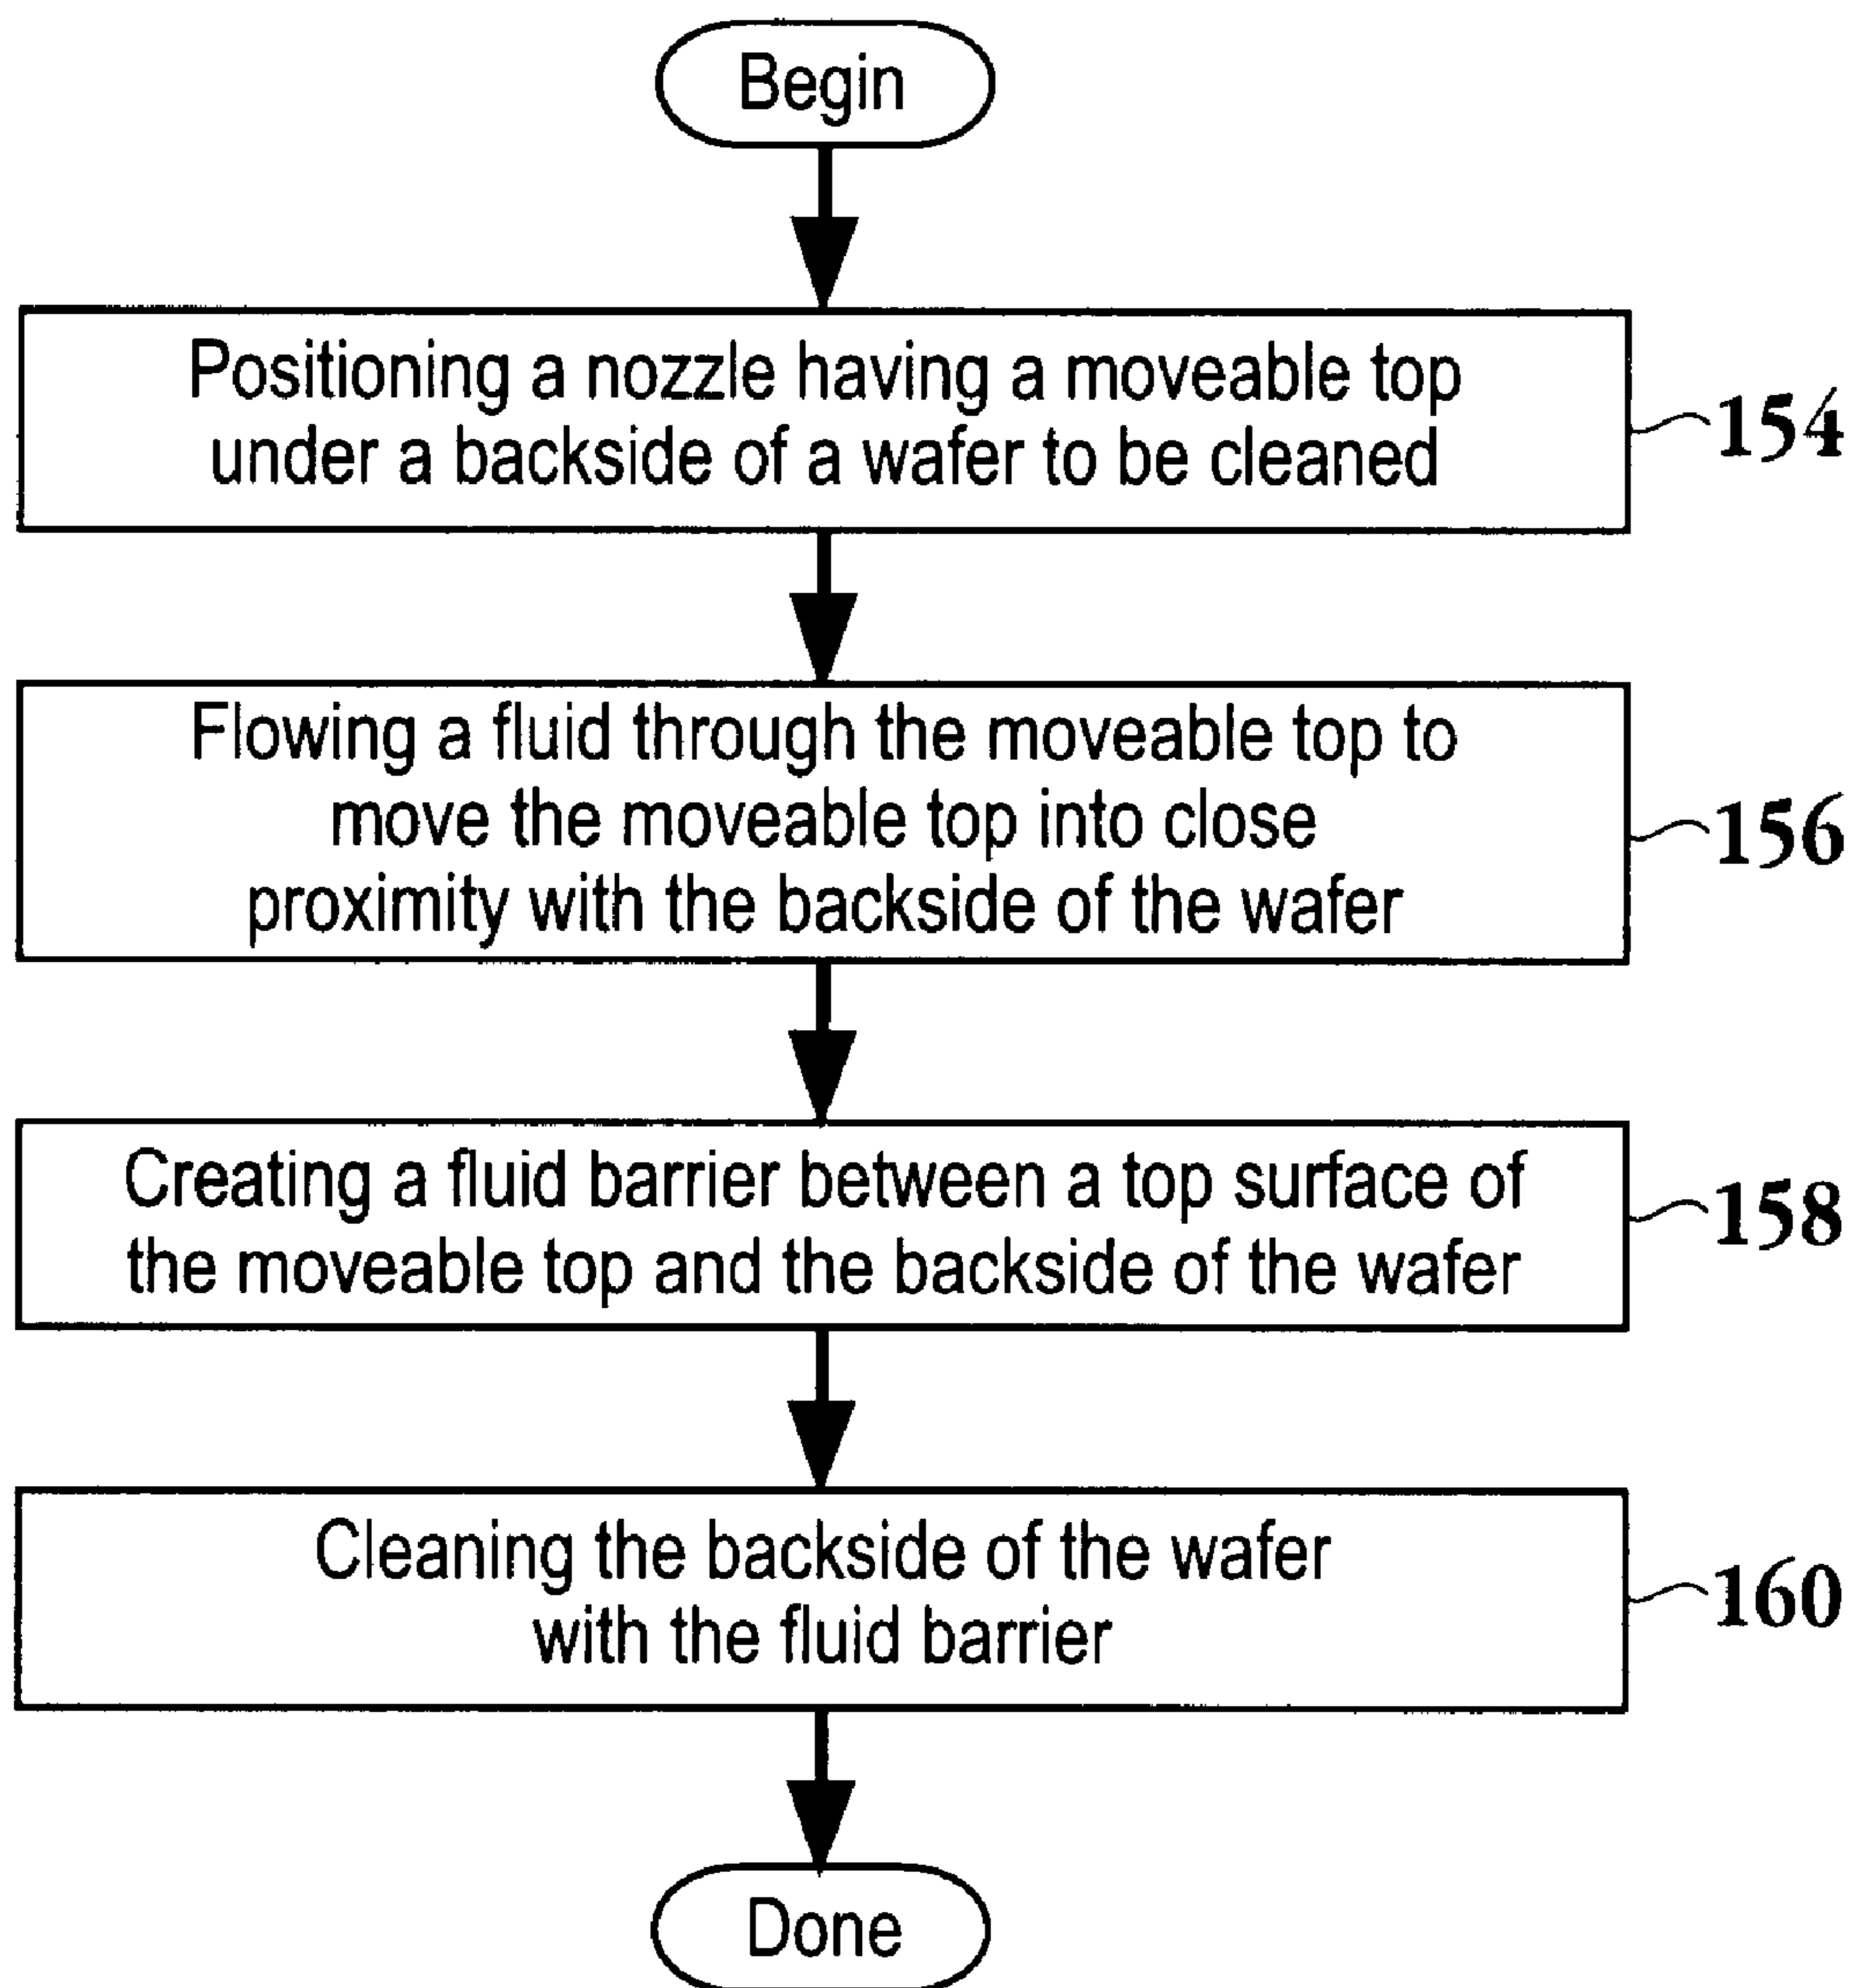 Begin
Positioning a nozzle having a moveable top
under a backside of a wafer to be cleaned
154
Flowing a fluid through the moveable top to
move the moveable top into close
proximity with the backside of the wafer
156
Creating a fluid barrier between a top surface of
the moveable top and the backside of the wafer
158
Cleaning the backside of the wafer
with the fluid barrier
160
Done